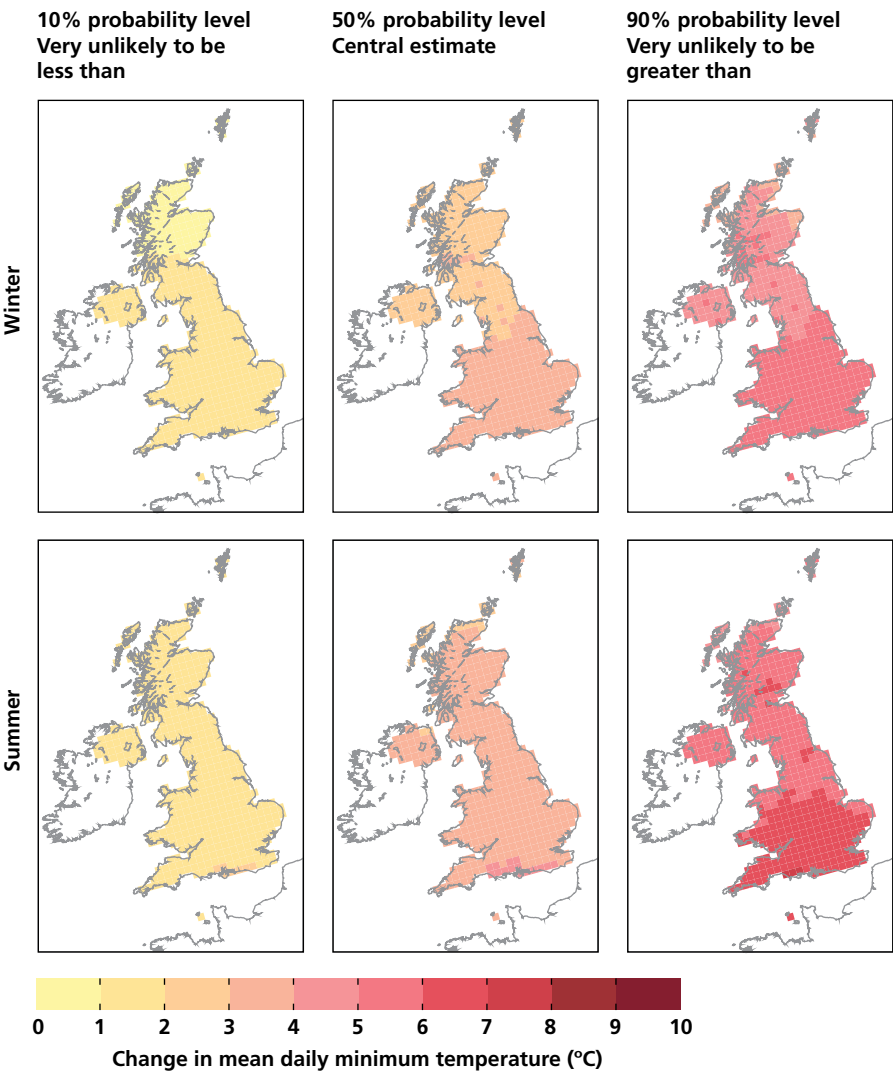 10% probability level
Very unlikely to be
less than
50% probability level
Central estimate
90% probability level
Very unlikely to be
greater than
Winter
Summer
0 1 2 3 4 5 6 7 8 9 10
Change in mean daily minimum temperature (ºC)